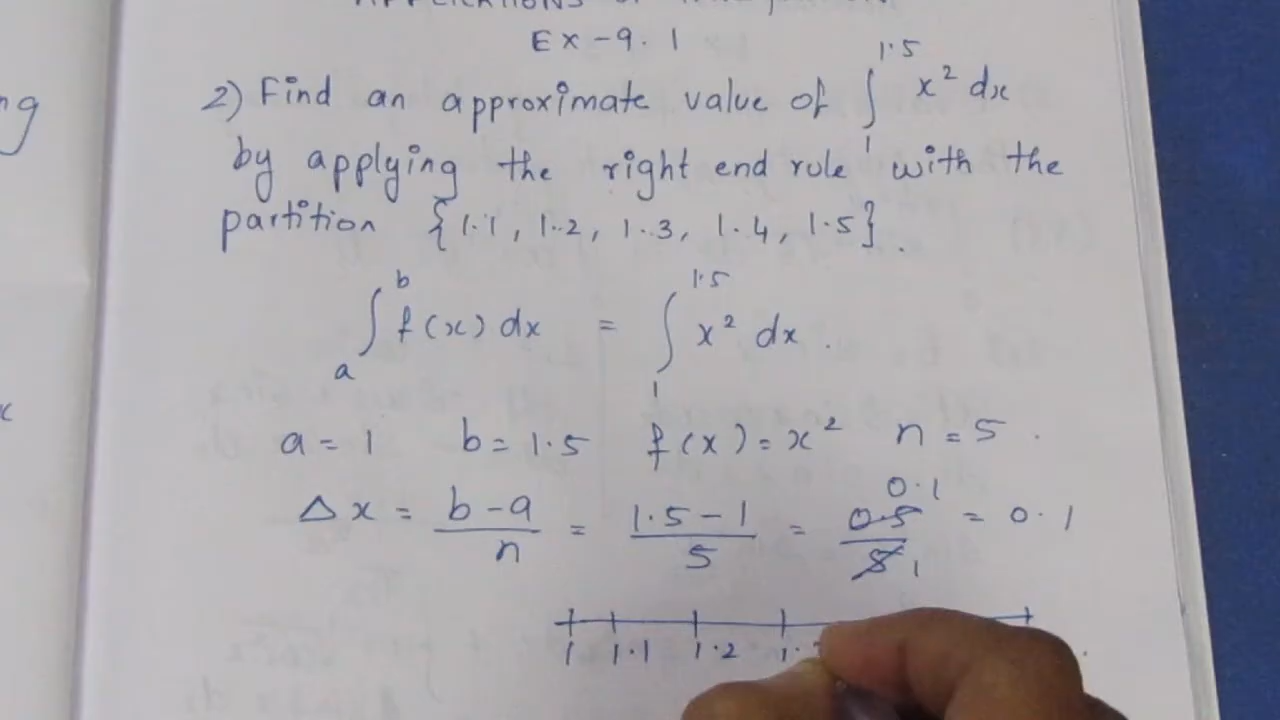 Ex - 9.1
2) Find an approximate value of ∫₁^1.5 x² dx
by applying the right end rule with the
partition {1.1, 1.2, 1.3, 1.4, 1.5}.
∫ₐ^b f(x) dx = ∫₁^1.5 x² dx.
a = 1 b = 1.5 f(x) = x² n = 5.
Δx = (b - a)/n = (1.5 - 1)/5 = 0.5/5 0.1/1 = 0.1
1 1.1 1.2